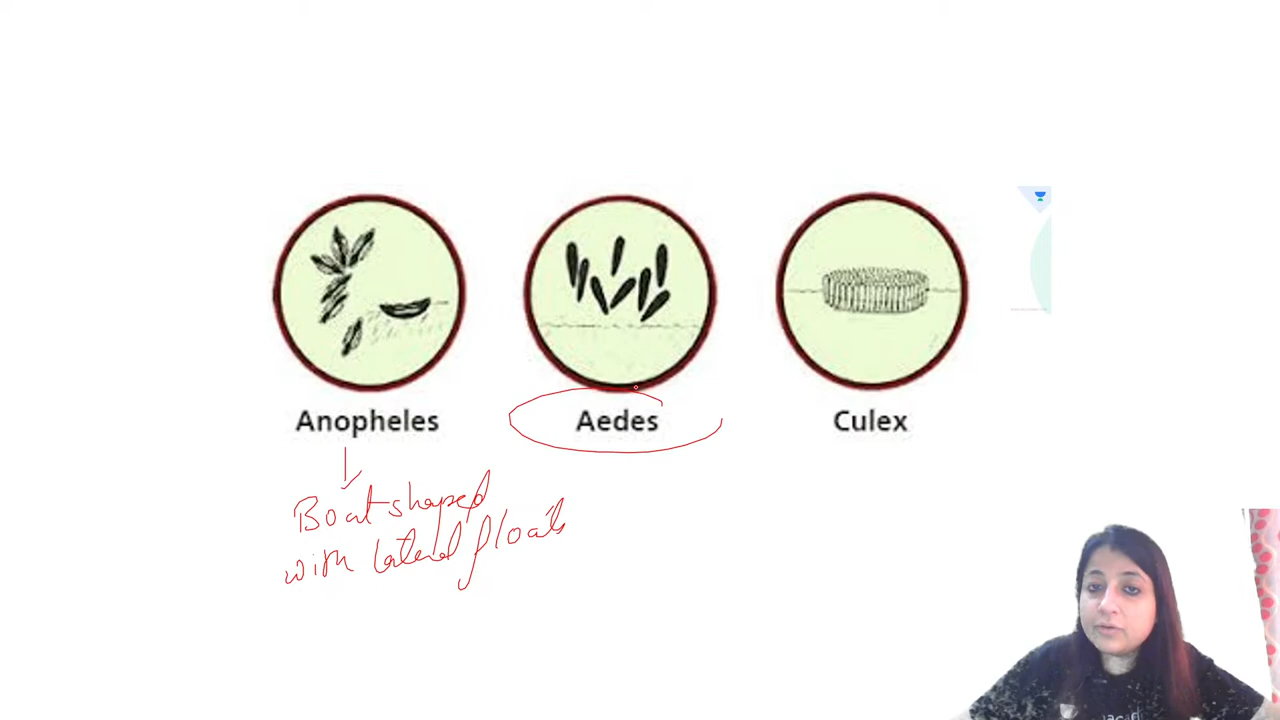 Anopheles
Aedes
Culex
Boat shaped
with lateral floats